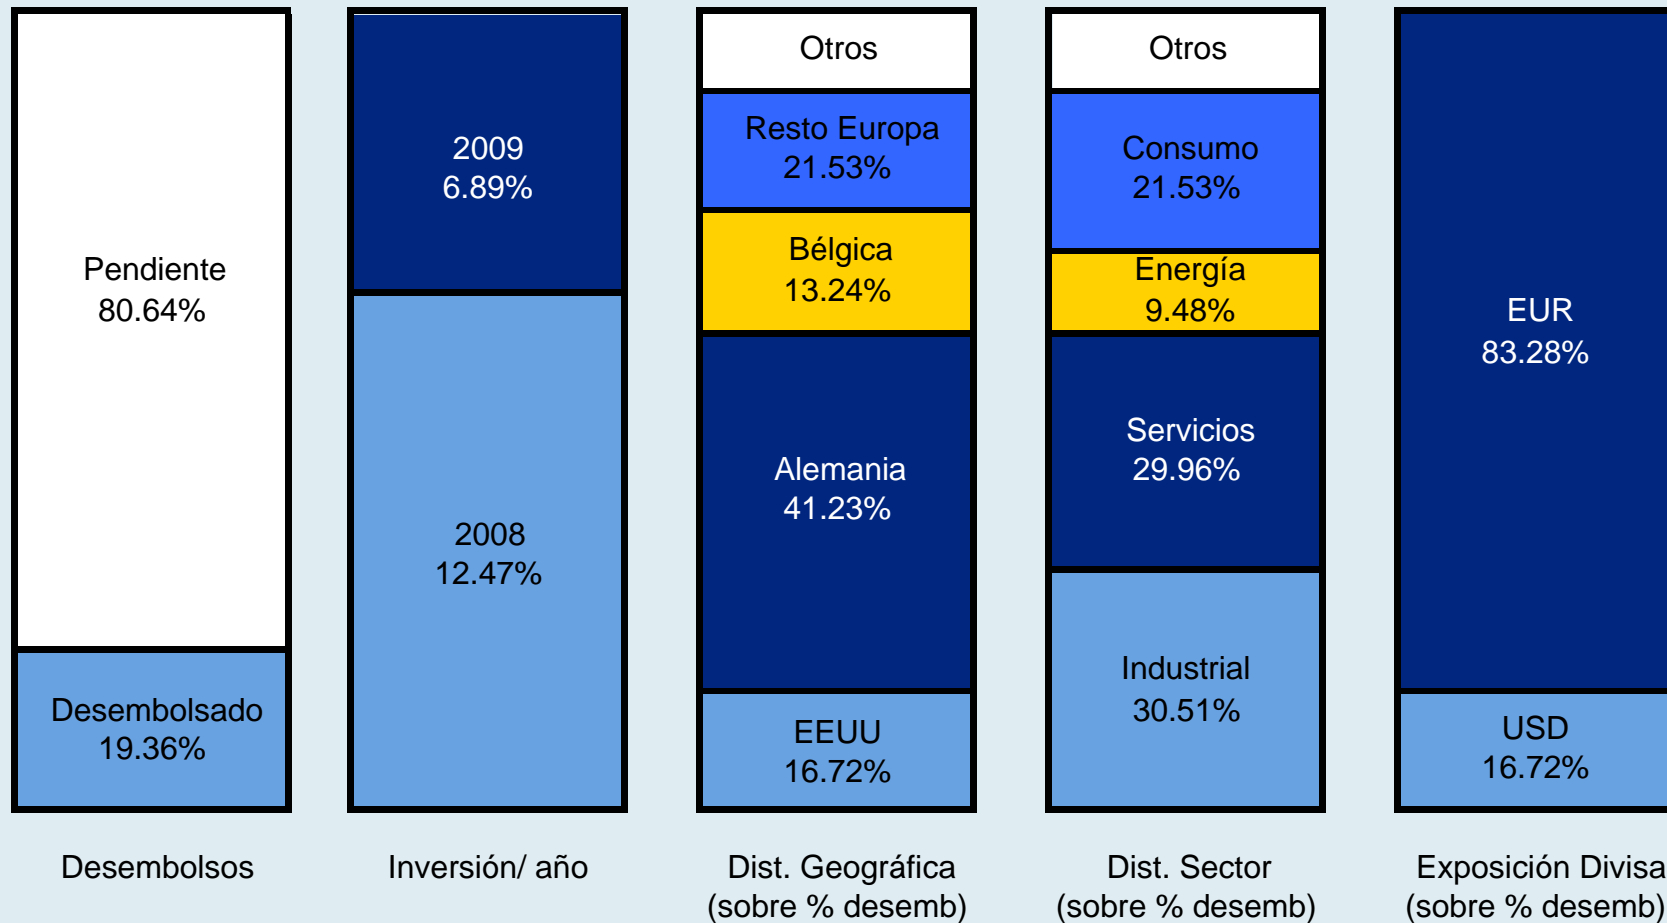 Pendiente
80.64%
Desembolsado
19.36%
Desembolsos
2009
6.89%
2008
12.47%
Inversión/ año
Otros
Resto Europa
21.53%
Bélgica
13.24%
Alemania
41.23%
EEUU
16.72%
Dist. Geográfica
(sobre % desemb)
Otros
Consumo
21.53%
Energía
9.48%
Servicios
29.96%
Industrial
30.51%
Dist. Sector
(sobre % desemb)
EUR
83.28%
USD
16.72%
Exposición Divisa
(sobre % desemb)